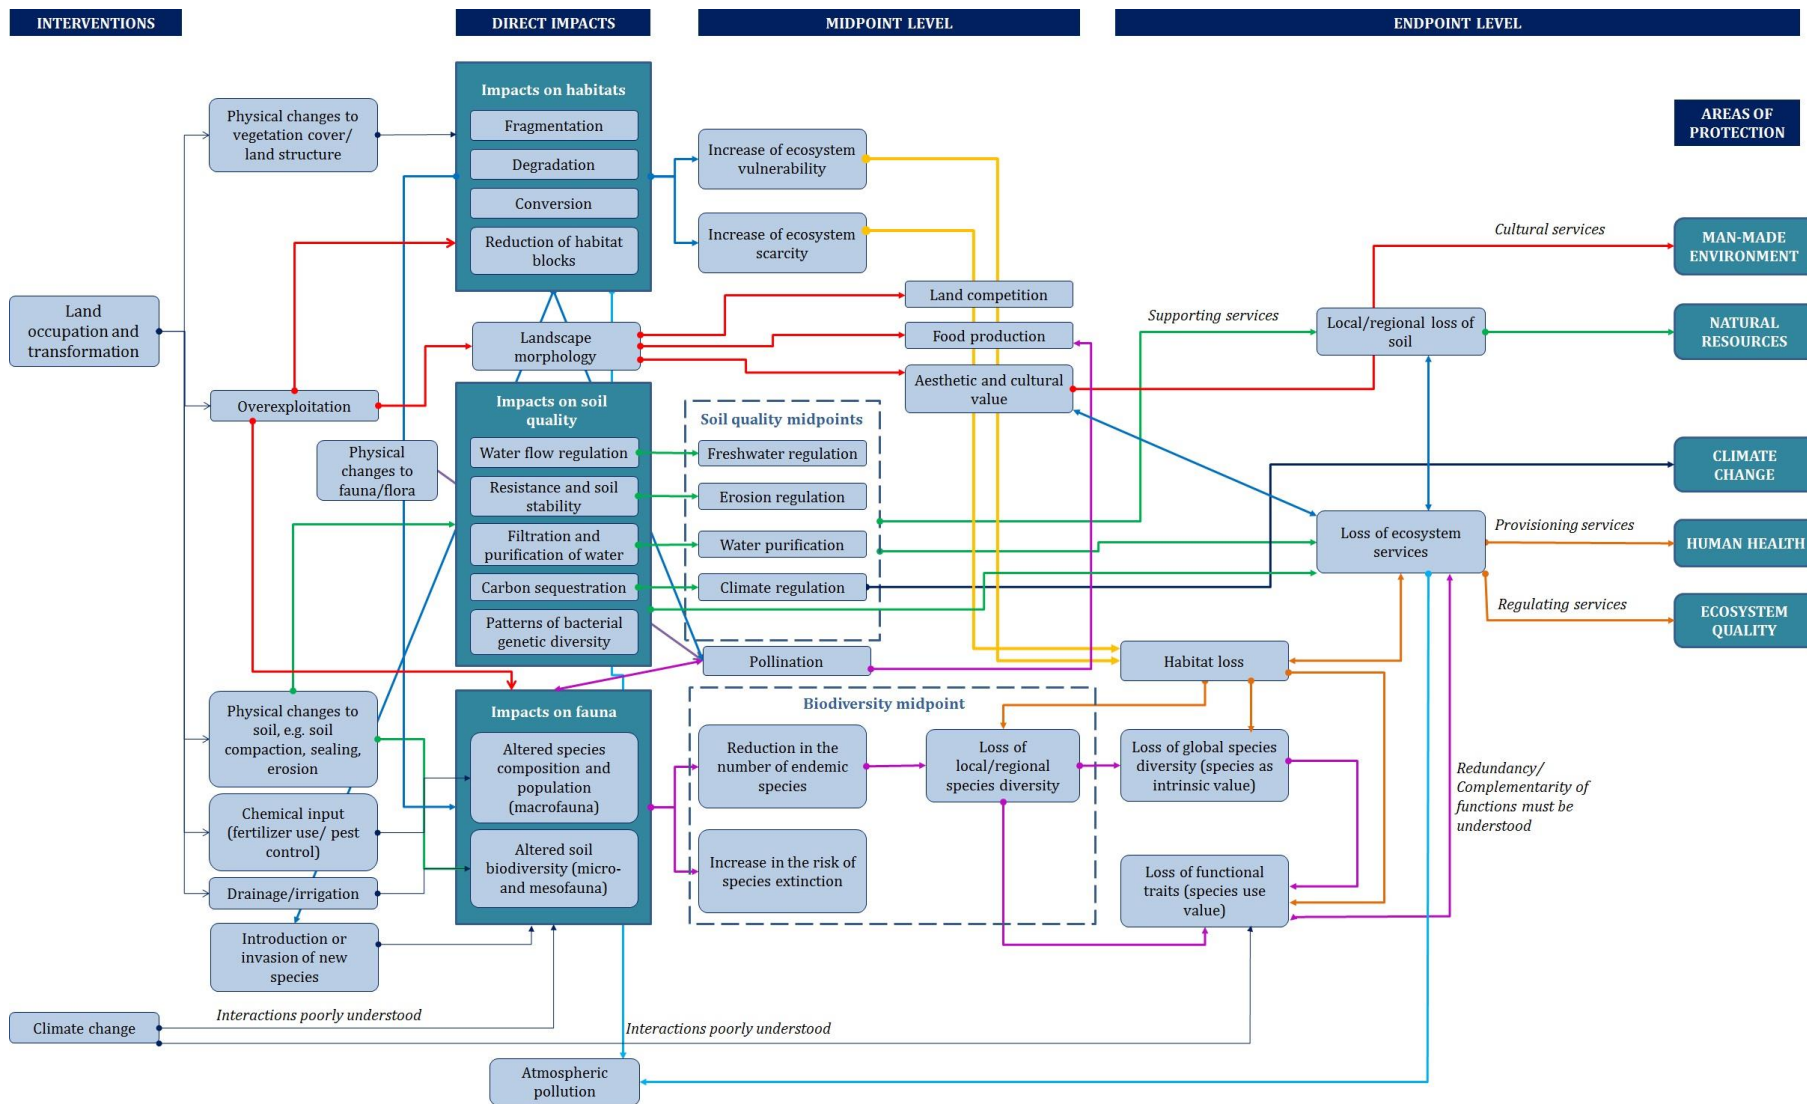 INTERVENTIONS
DIRECT IMPACTS
MIDPOINT LEVEL
ENDPOINT LEVEL
AREAS OF
PROTECTION
Land
occupation and
transformation
Climate change
Physical changes to
vegetation cover/
land structure
Overexploitation
Physical
changes to
fauna/flora
Physical changes to
soil, e.g. soil
compaction, sealing,
erosion
Chemical input
(fertilizer use/ pest
control)
Drainage/irrigation
Introduction or
invasion of new
species
Interactions poorly understood
Impacts on habitats
Fragmentation
Degradation
Conversion
Reduction of habitat
blocks
Landscape
morphology
Impacts on soil
quality
Water flow regulation
Resistance and soil
stability
Filtration and
purification of water
Carbon sequestration
Patterns of bacterial
genetic diversity
Impacts on fauna
Altered species
composition and
population
(macrofauna)
Altered soil
biodiversity (micro-
and mesofauna)
Interactions poorly understood
Atmospheric
pollution
Increase of ecosystem
vulnerability
Increase of ecosystem
scarcity
Land competition
Food production
Aesthetic and cultural
value
Soil quality midpoints
Freshwater regulation
Erosion regulation
Water purification
Climate regulation
Pollination
Biodiversity midpoint
Reduction in the
number of endemic
species
Increase in the risk of
species extinction
Loss of
local/regional
species diversity
Supporting services
Local/regional loss of
soil
Loss of ecosystem
services
Habitat loss
Loss of global species
diversity (species as
intrinsic value)
Loss of functional
traits (species use
value)
Redundancy/
Complementarity of
functions must be
understood
Cultural services
Provisioning services
Regulating services
MAN-MADE
ENVIRONMENT
NATURAL
RESOURCES
CLIMATE
CHANGE
HUMAN HEALTH
ECOSYSTEM
QUALITY